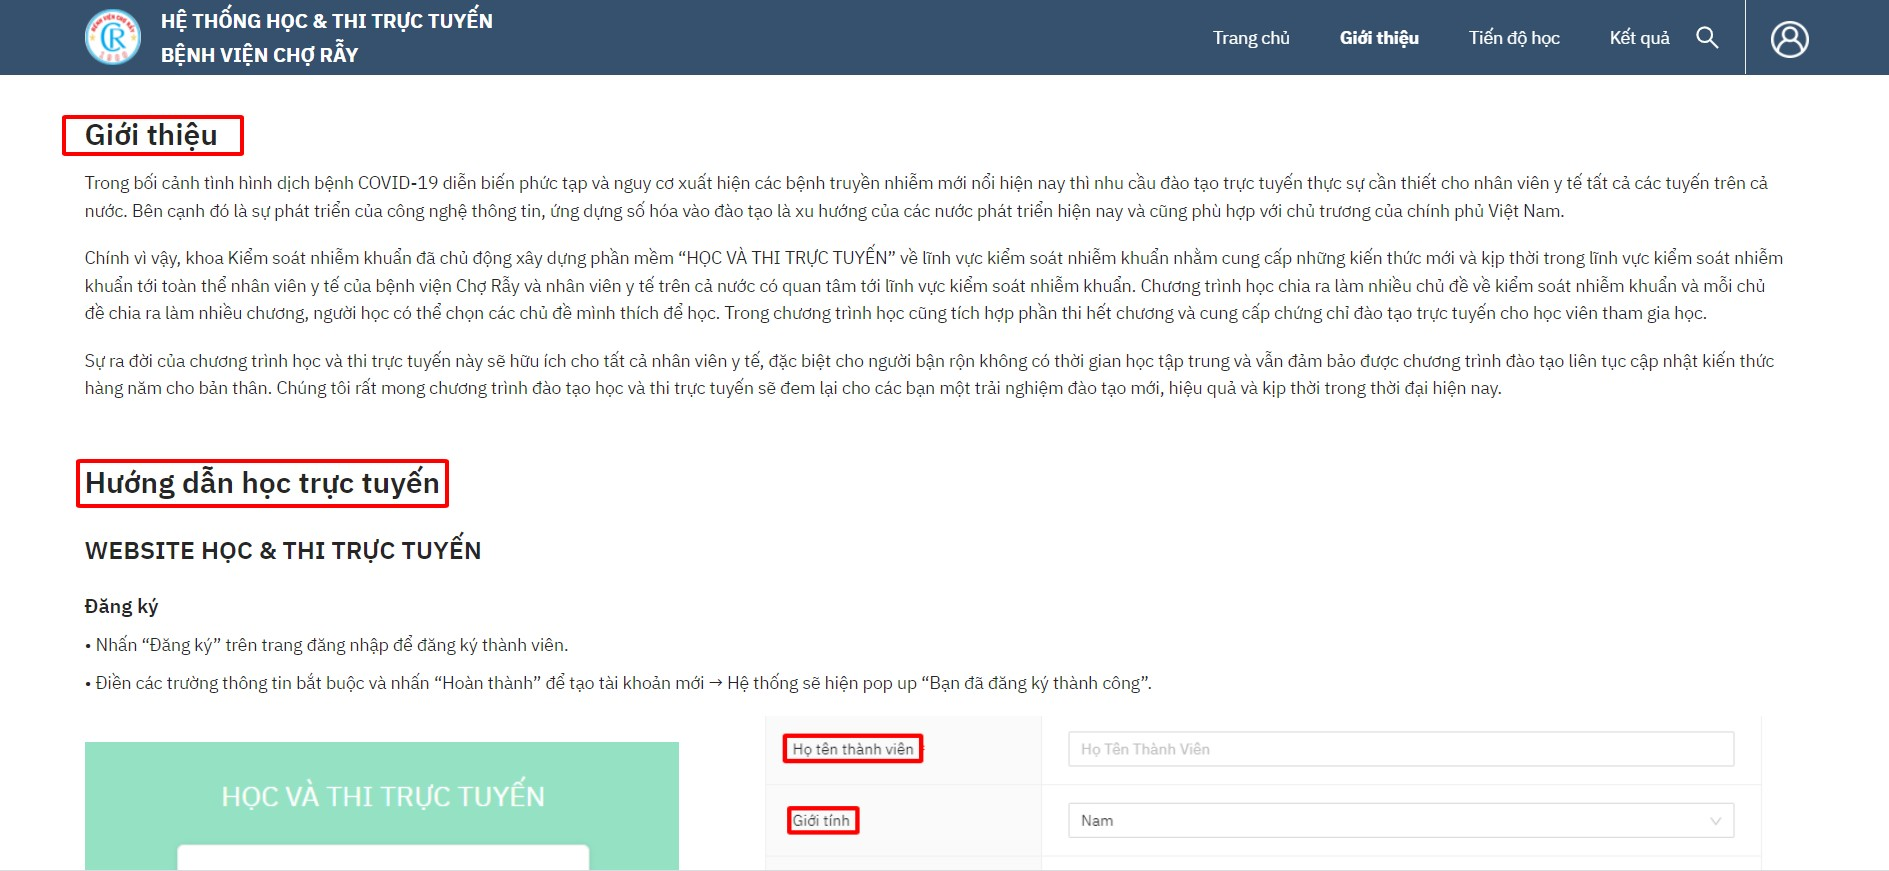 HỆ THỐNG HỌC & THI TRỰC TUYẾN
BỆNH VIỆN CHỢ RẪY
Trang chủ
Giới thiệu
Tiến độ học
Kết quả
Giới thiệu
Trong bối cảnh tình hình dịch bệnh COVID-19 diễn biến phức tạp và nguy cơ xuất hiện các bệnh truyền nhiễm mới nổi hiện nay thì nhu cầu đào tạo trực tuyến thực sự cần thiết cho nhân viên y tế tất cả các tuyến trên cả
nước. Bên cạnh đó là sự phát triển của công nghệ thông tin, ứng dụng số hóa vào đào tạo là xu hướng của các nước phát triển hiện nay và cũng phù hợp với chủ trương của chính phủ Việt Nam.
Chính vì vậy, khoa Kiểm soát nhiễm khuẩn đã chủ động xây dựng phần mềm “HỌC VÀ THI TRỰC TUYẾN” về lĩnh vực kiểm soát nhiễm khuẩn nhằm cung cấp những kiến thức mới và kịp thời trong lĩnh vực kiểm soát nhiễm
khuẩn tới toàn thể nhân viên y tế của bệnh viện Chợ Rẫy và nhân viên y tế trên cả nước có quan tâm tới lĩnh vực kiểm soát nhiễm khuẩn. Chương trình học chia ra làm nhiều chủ đề về kiểm soát nhiễm khuẩn và mỗi chủ
đề chia ra làm nhiều chương, người học có thể chọn các chủ đề mình thích để học. Trong chương trình học cũng tích hợp phần thi hết chương và cung cấp chứng chỉ đào tạo trực tuyến cho học viên tham gia học.
Sự ra đời của chương trình học và thi trực tuyến này sẽ hữu ích cho tất cả nhân viên y tế, đặc biệt cho người bận rộn không có thời gian học tập trung và vẫn đảm bảo được chương trình đào tạo liên tục cập nhật kiến thức
hàng năm cho bản thân. Chúng tôi rất mong chương trình đào tạo học và thi trực tuyến sẽ đem lại cho các bạn một trải nghiệm đào tạo mới, hiệu quả và kịp thời trong thời đại hiện nay.
Hướng dẫn học trực tuyến
WEBSITE HỌC & THI TRỰC TUYẾN
Đăng ký
• Nhấn “Đăng ký” trên trang đăng nhập để đăng ký thành viên.
• Điền các trường thông tin bắt buộc và nhấn “Hoàn thành” để tạo tài khoản mới → Hệ thống sẽ hiện pop up “Bạn đã đăng ký thành công”.
HỌC VÀ THI TRỰC TUYẾN
Họ tên thành viên
Họ Tên Thành Viên
Giới tính
Nam